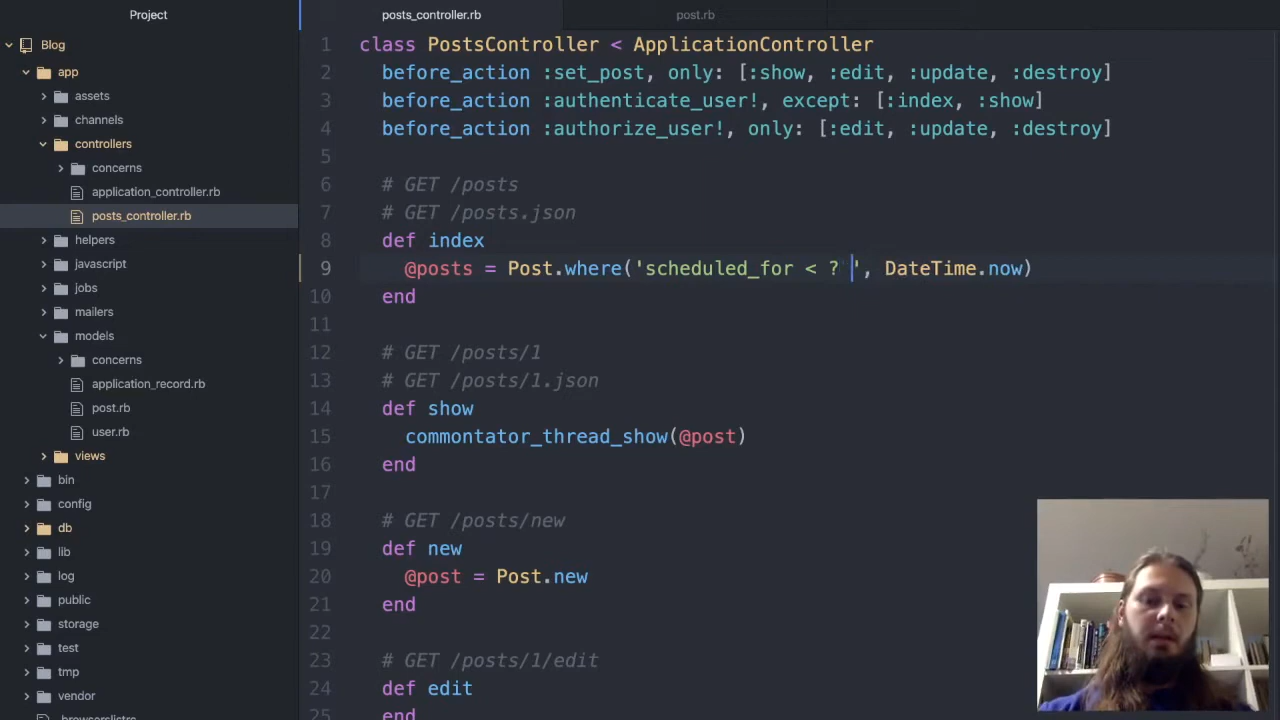 Project
posts_controller.rb
post.rb
Blog
app
assets
channels
controllers
concerns
application_controller.rb
posts_controller.rb
helpers
javascript
jobs
mailers
models
concerns
application_record.rb
post.rb
user.rb
views
bin
config
db
lib
log
public
storage
test
tmp
vendor
.browserslistrc
1 class PostsController < ApplicationController
2 before_action :set_post, only: [:show, :edit, :update, :destroy]
3 before_action :authenticate_user!, except: [:index, :show]
4 before_action :authorize_user!, only: [:edit, :update, :destroy]
5
6 # GET /posts
7 # GET /posts.json
8 def index
9 @posts = Post.where('scheduled_for < ? ', DateTime.now)
10 end
11
12 # GET /posts/1
13 # GET /posts/1.json
14 def show
15 commontator_thread_show(@post)
16 end
17
18 # GET /posts/new
19 def new
20 @post = Post.new
21 end
22
23 # GET /posts/1/edit
24 def edit
25 end